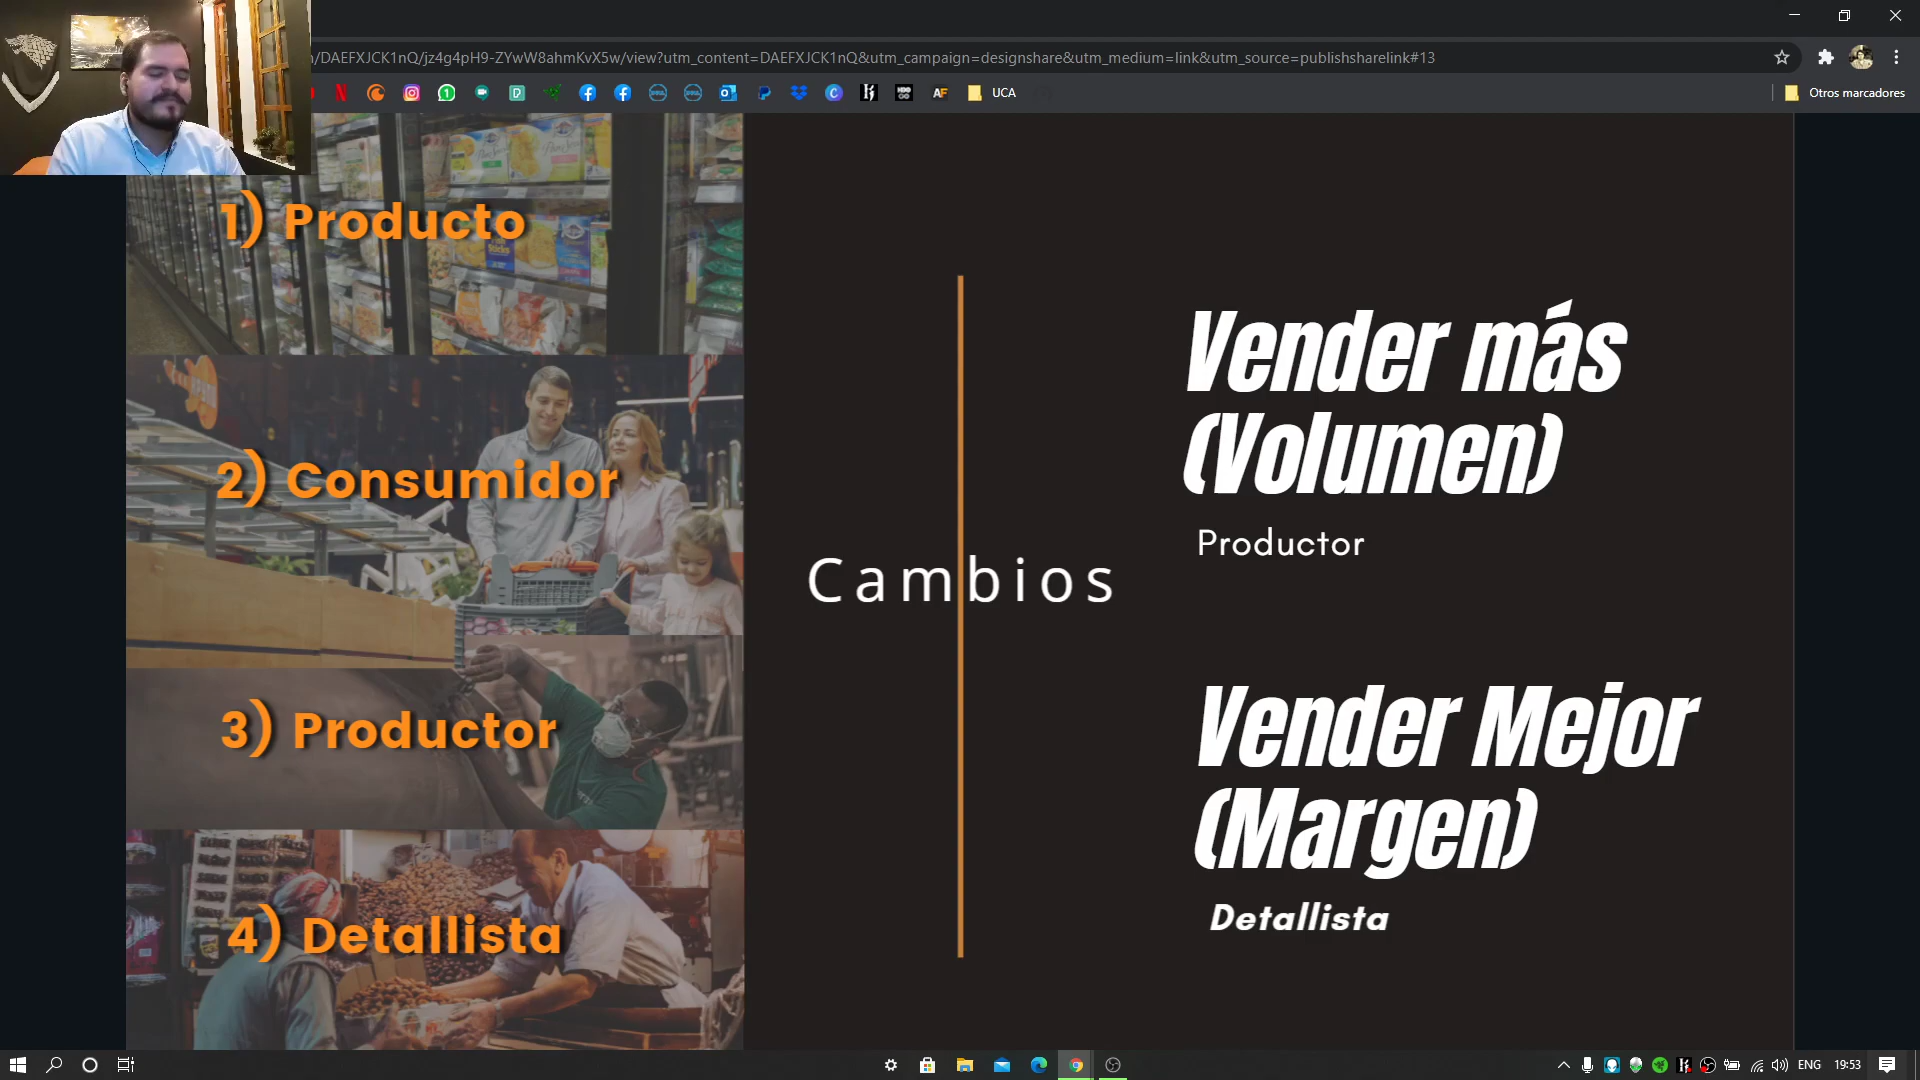 n/DAEFXJCK1nQ/jz4g4pH9-ZYwW8ahmKvX5w/view?utm_content=DAEFXJCK1nQ&utm_campaign=designshare&utm_medium=link&utm_source=publishsharelink#13
UCA
Otros marcadores
1) Producto
2) Consumidor
3) Productor
4) Detallista
Cambios
Vender más
(Volumen)
Productor
Vender Mejor
(Margen)
Detallista
ENG
19:53